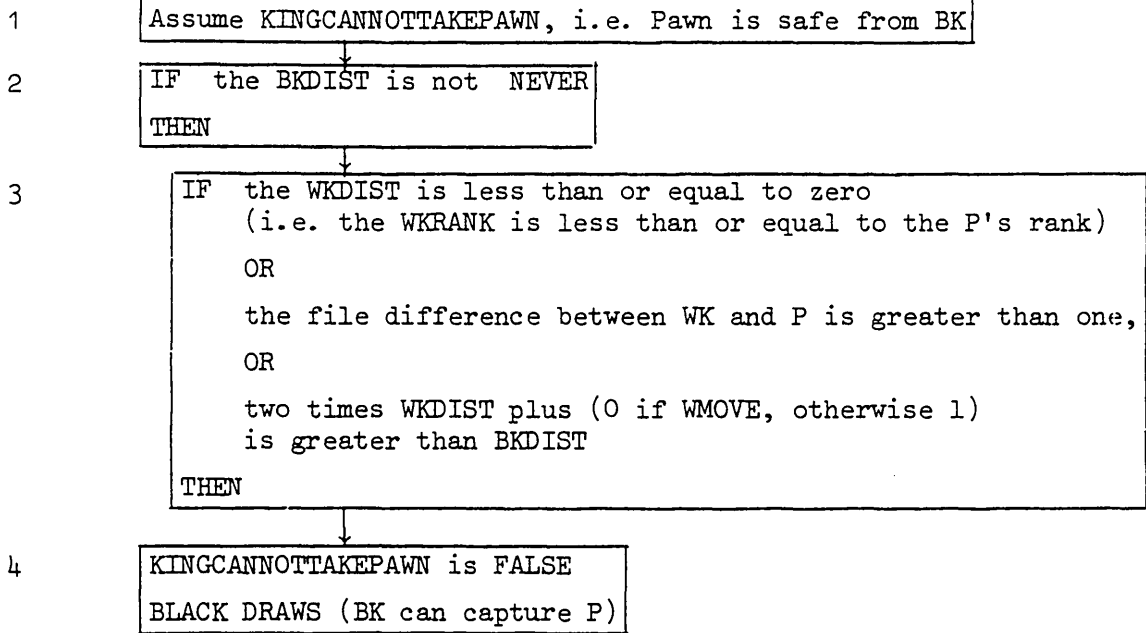 1 Assume KINGCANNOTTAKEPAWN, i.e. Pawn is safe from BK
2 IF the BKDIST is not NEVER
THEN
3 IF the WKDIST is less than or equal to zero
(i.e. the WKRANK is less than or equal to the P's rank)
OR
the file difference between WK and P is greater than one,
OR
two times WKDIST plus (0 if WMOVE, otherwise 1)
is greater than BKDIST
THEN
4 KINGCANNOTTAKEPAWN is FALSE
BLACK DRAWS (BK can capture P)